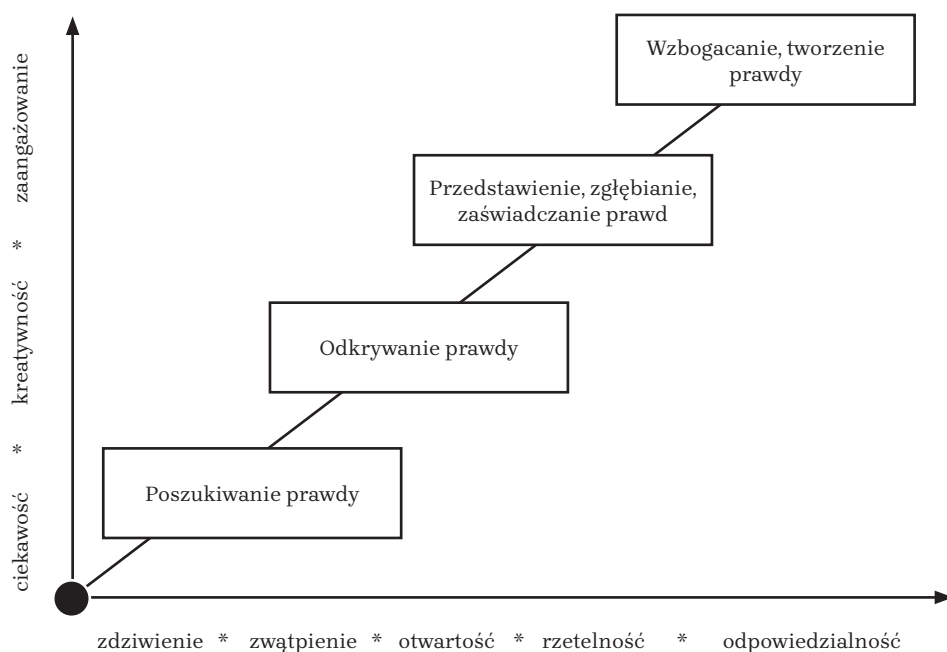 Wzbogacanie, tworzenie
prawdy
Przedstawienie, zgłębianie,
zaświadczanie prawd
Odkrywanie prawdy
Poszukiwanie prawdy
ciekawość * kreatywność * zaangażowanie
zdziwienie * zwątpienie * otwartość * rzetelność * odpowiedzialność